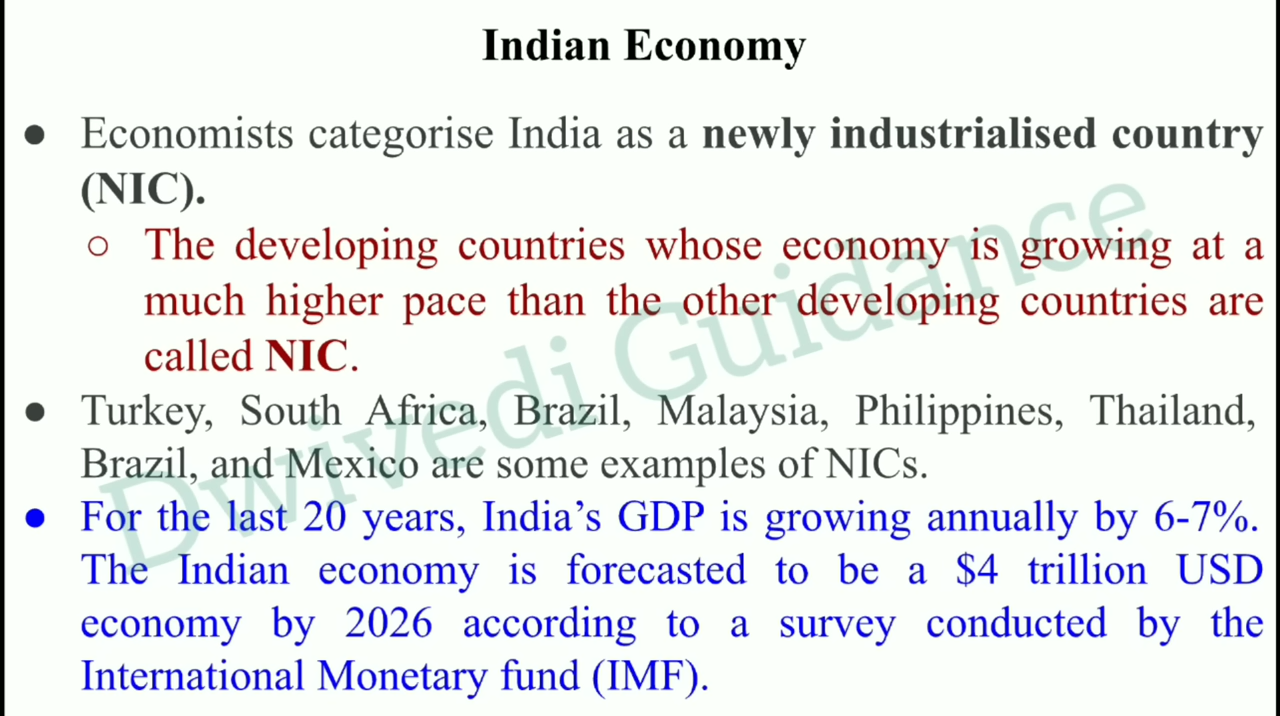 Indian Economy
● Economists categorise India as a newly industrialised country
(NIC).
○ The developing countries whose economy is growing at a
much higher pace than the other developing countries are
called NIC.
● Turkey, South Africa, Brazil, Malaysia, Philippines, Thailand,
Brazil, and Mexico are some examples of NICs.
● For the last 20 years, India’s GDP is growing annually by 6-7%.
The Indian economy is forecasted to be a $4 trillion USD
economy by 2026 according to a survey conducted by the
International Monetary fund (IMF).
Dwivedi Guidance